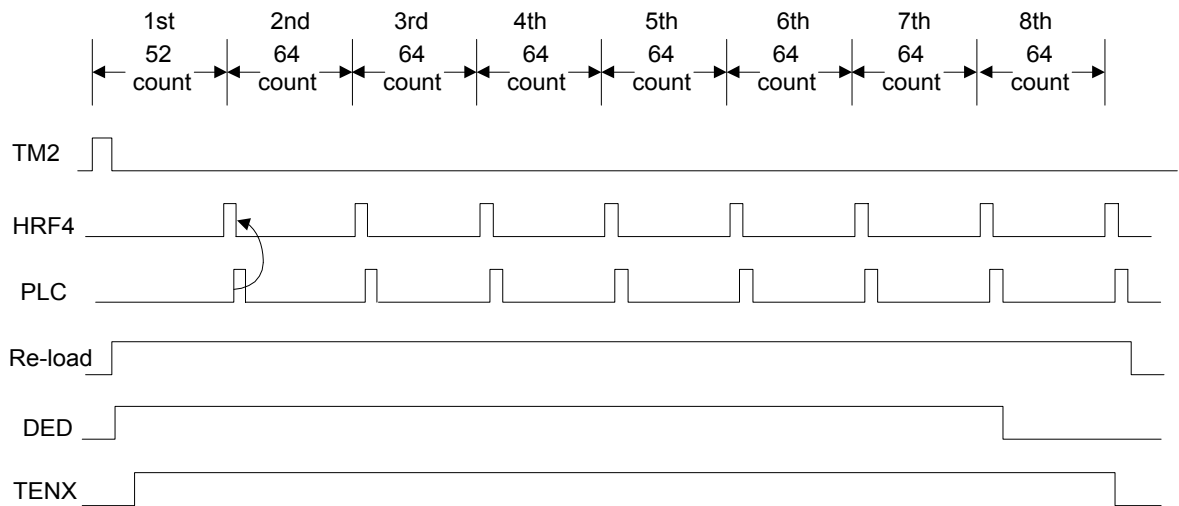 1st 2nd 3rd 4th 5th 6th 7th 8th
52 64 64 64 64 64 64 64
count count count count count count count count
TM2
HRF4
PLC
Re-load
DED
TENX